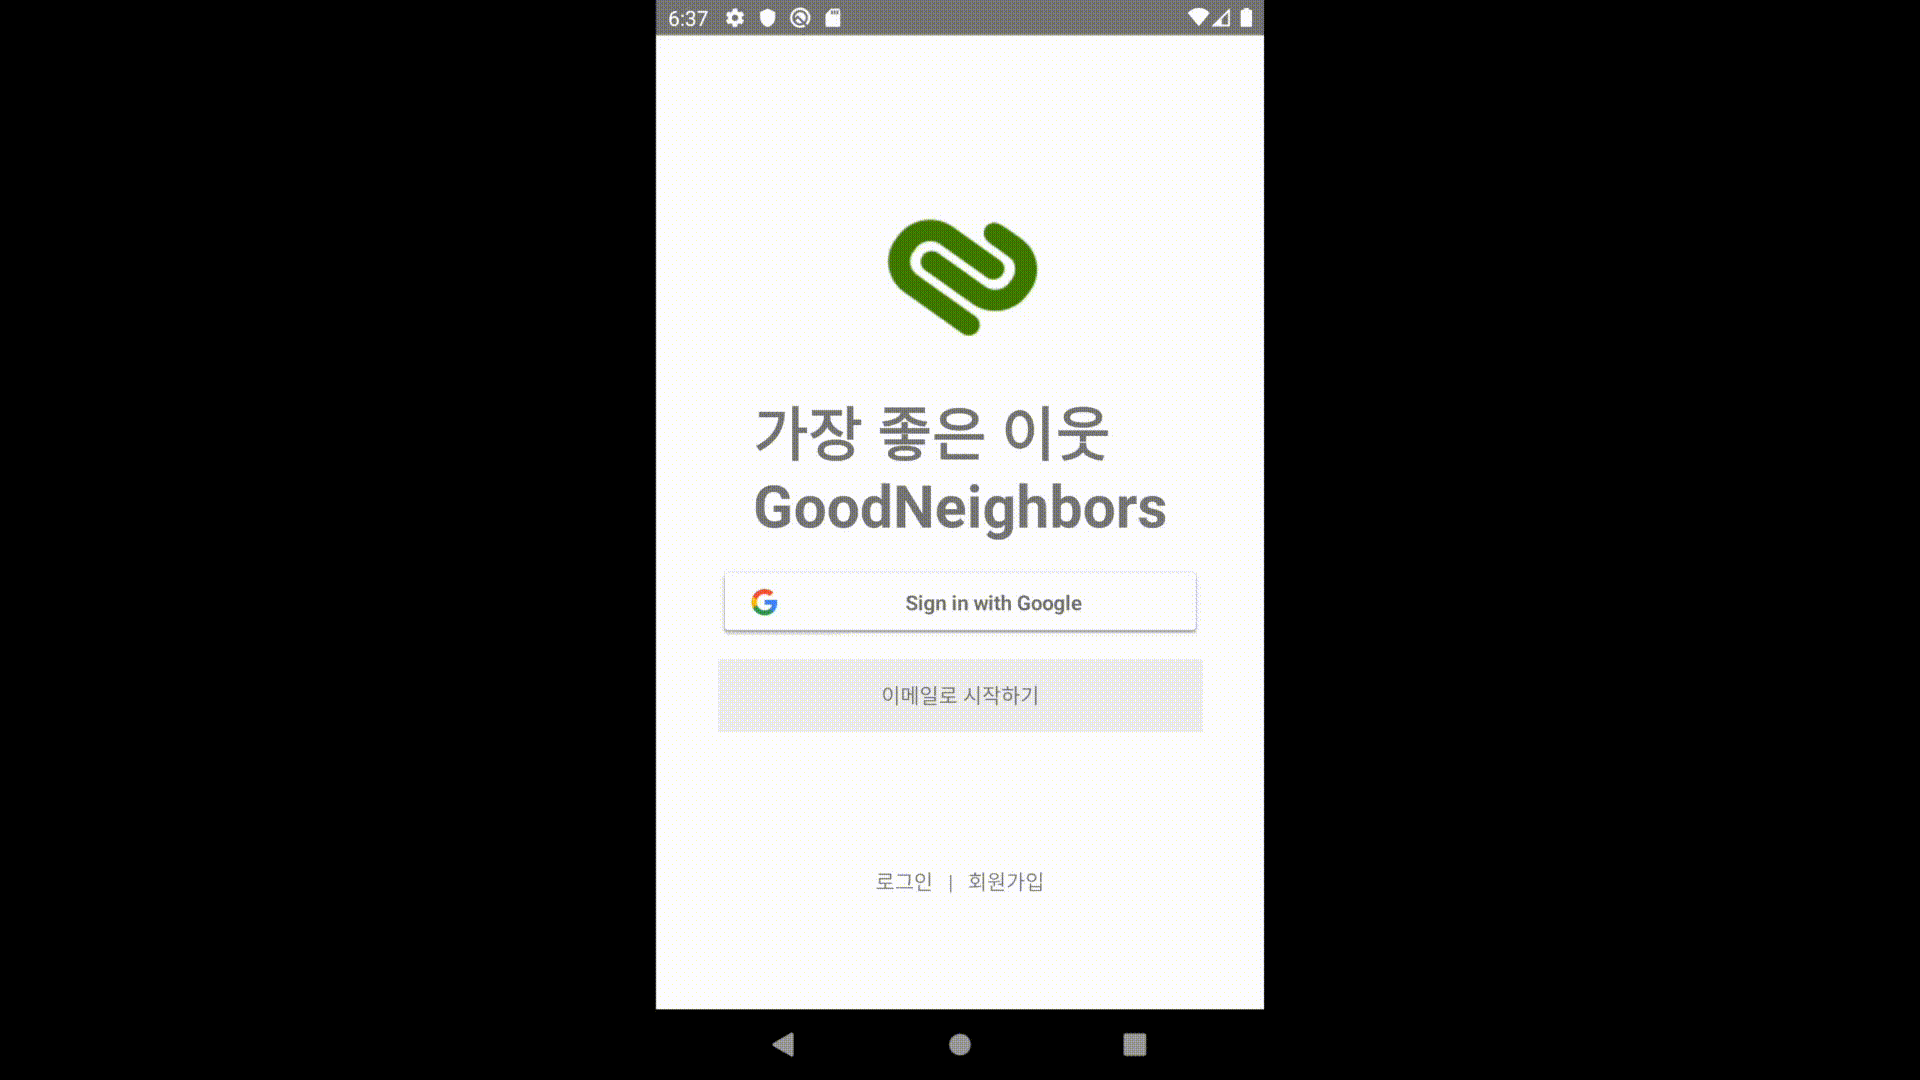 6:37
가장 좋은 이웃
GoodNeighbors
Sign in with Google
이메일로 시작하기
로그인 | 회원가입